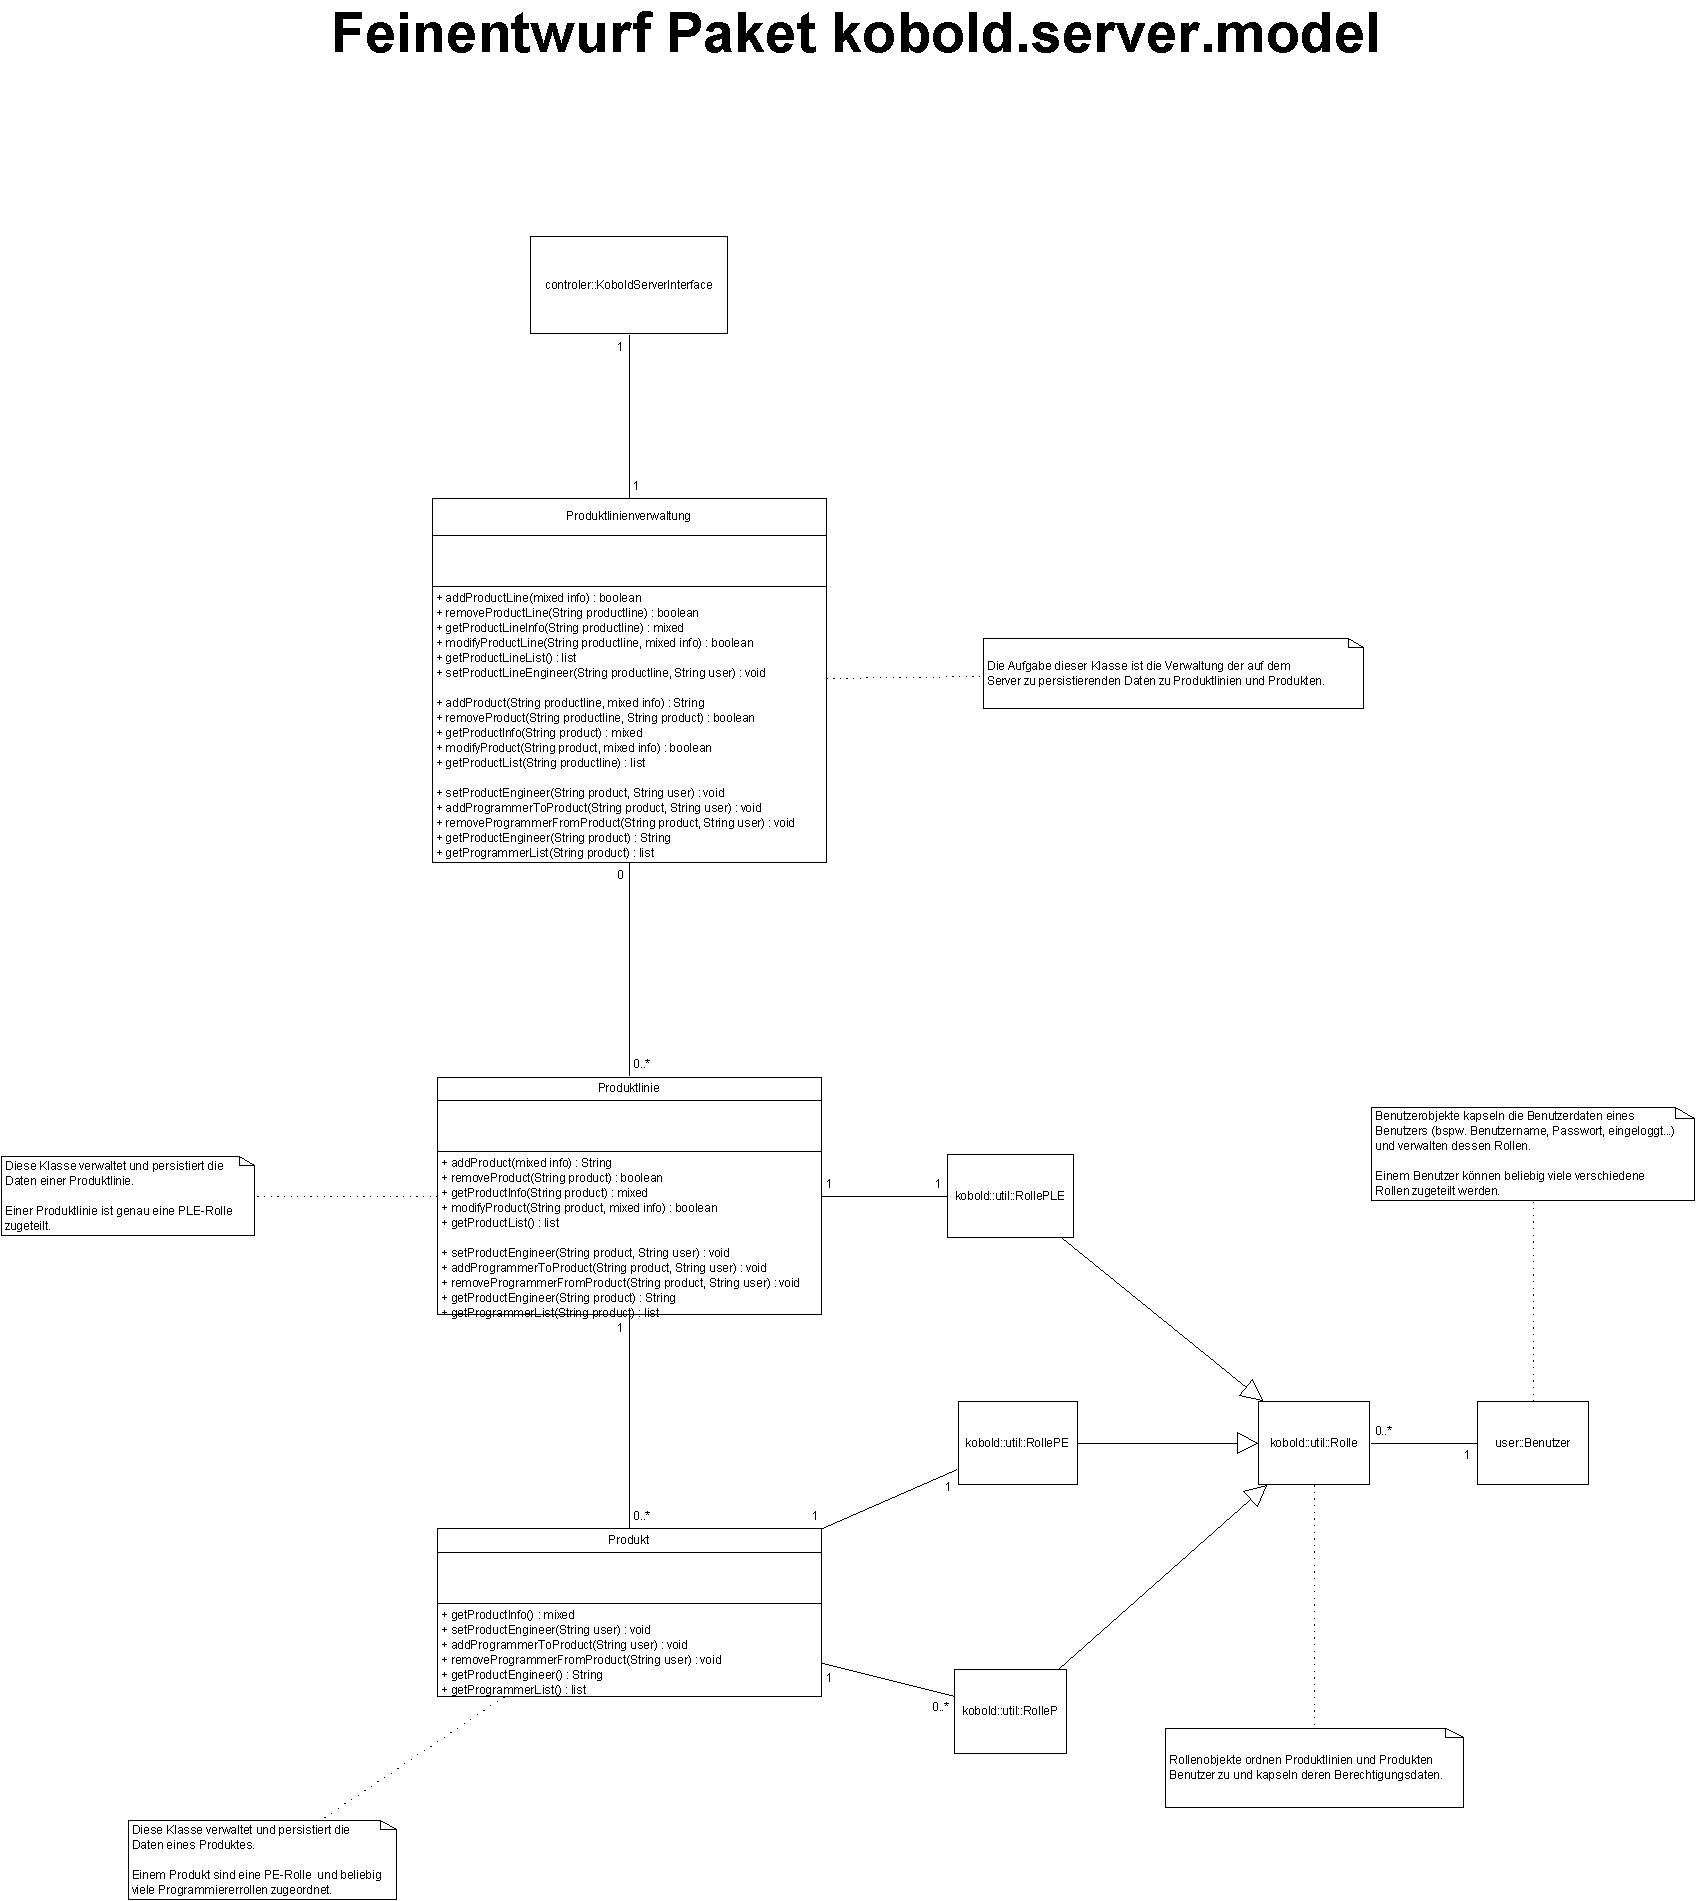 Feinentwurf Paket kobold.server.model
controler::KoboldServerInterface
1
1
Produktlinienverwaltung
+ addProductLine(mixed info) : boolean
+ removeProductLine(String productline) : boolean
+ getProductLineInfo(String productline) : mixed
+ modifyProductLine(String productline, mixed info) : boolean
+ getProductLineList() : list
+ setProductLineEngineer(String productline, String user) : void
+ addProduct(String productline, mixed info) : String
+ removeProduct(String productline, String product) : boolean
+ getProductInfo(String product) : mixed
+ modifyProduct(String product, mixed info) : boolean
+ getProductList(String productline) : list
+ setProductEngineer(String product, String user) : void
+ addProgrammerToProduct(String product, String user) : void
+ removeProgrammerFromProduct(String product, String user) : void
+ getProductEngineer(String product) : String
+ getProgrammerList(String product) : list
Die Aufgabe dieser Klasse ist die Verwaltung der auf dem
Server zu persistierenden Daten zu Produktlinien und Produkten.
0
0..*
Produktlinie
+ addProduct(mixed info) : String
+ removeProduct(String product) : boolean
+ getProductInfo(String product) : mixed
+ modifyProduct(String product, mixed info) : boolean
+ getProductList() : list
+ setProductEngineer(String product, String user) : void
+ addProgrammerToProduct(String product, String user) : void
+ removeProgrammerFromProduct(String product, String user) : void
+ getProductEngineer(String product) : String
+ getProgrammerList(String product) : list
Diese Klasse verwaltet und persistiert die
Daten einer Produktlinie.
Einer Produktlinie ist genau eine PLE-Rolle
zugeteilt.
1
1
kobold::util::RollePLE
Benutzerobjekte kapseln die Benutzerdaten eines
Benutzers (bspw. Benutzername, Passwort, eingeloggt...)
und verwalten dessen Rollen.
Einem Benutzer können beliebig viele verschiedene
Rollen zugeteilt werden.
1
0..*
kobold::util::RollePE
1
1
kobold::util::Rolle
0..*
1
user::Benutzer
Produkt
+ getProductInfo() : mixed
+ setProductEngineer(String user) : void
+ addProgrammerToProduct(String user) : void
+ removeProgrammerFromProduct(String user) : void
+ getProductEngineer() : String
+ getProgrammerList() : list
1
0..*
kobold::util::RolleP
Rollenobjekte ordnen Produktlinien und Produkten
Benutzer zu und kapseln deren Berechtigungsdaten.
Diese Klasse verwaltet und persistiert die
Daten eines Produktes.
Einem Produkt sind eine PE-Rolle und beliebig
viele Programmiererrollen zugeordnet.